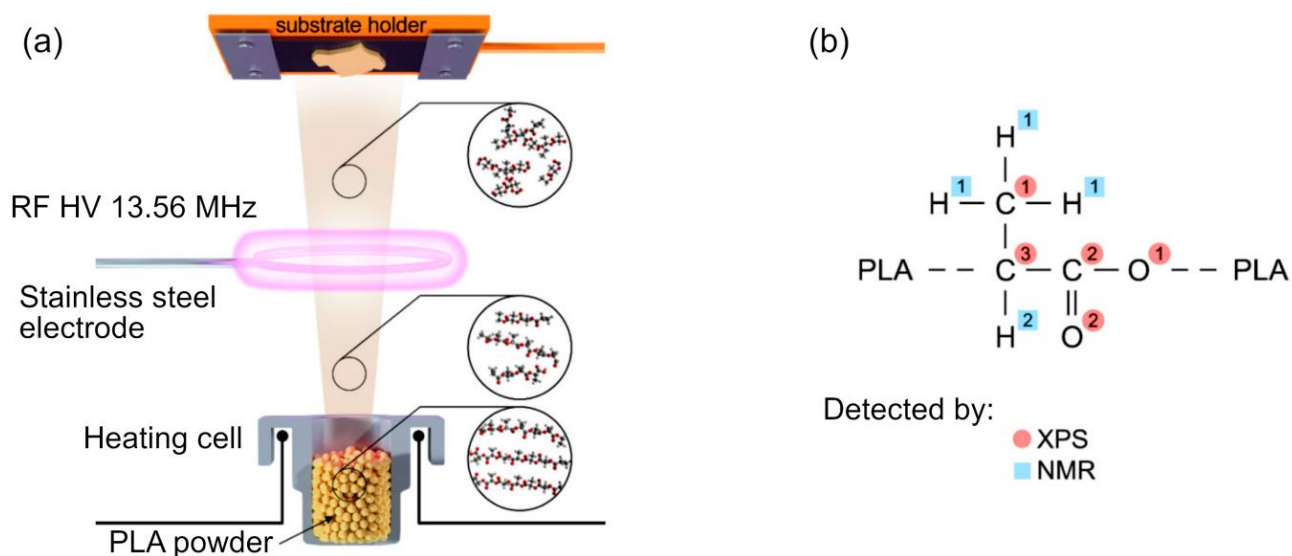 (a)
substrate holder
RF HV 13.56 MHz
Stainless steel
electrode
Heating cell
PLA powder
(b)
1
H
1 1 1
H — C — H
3 2 1
PLA – – – C — C — O – – – PLA
2 2
H O
Detected by:
XPS
NMR